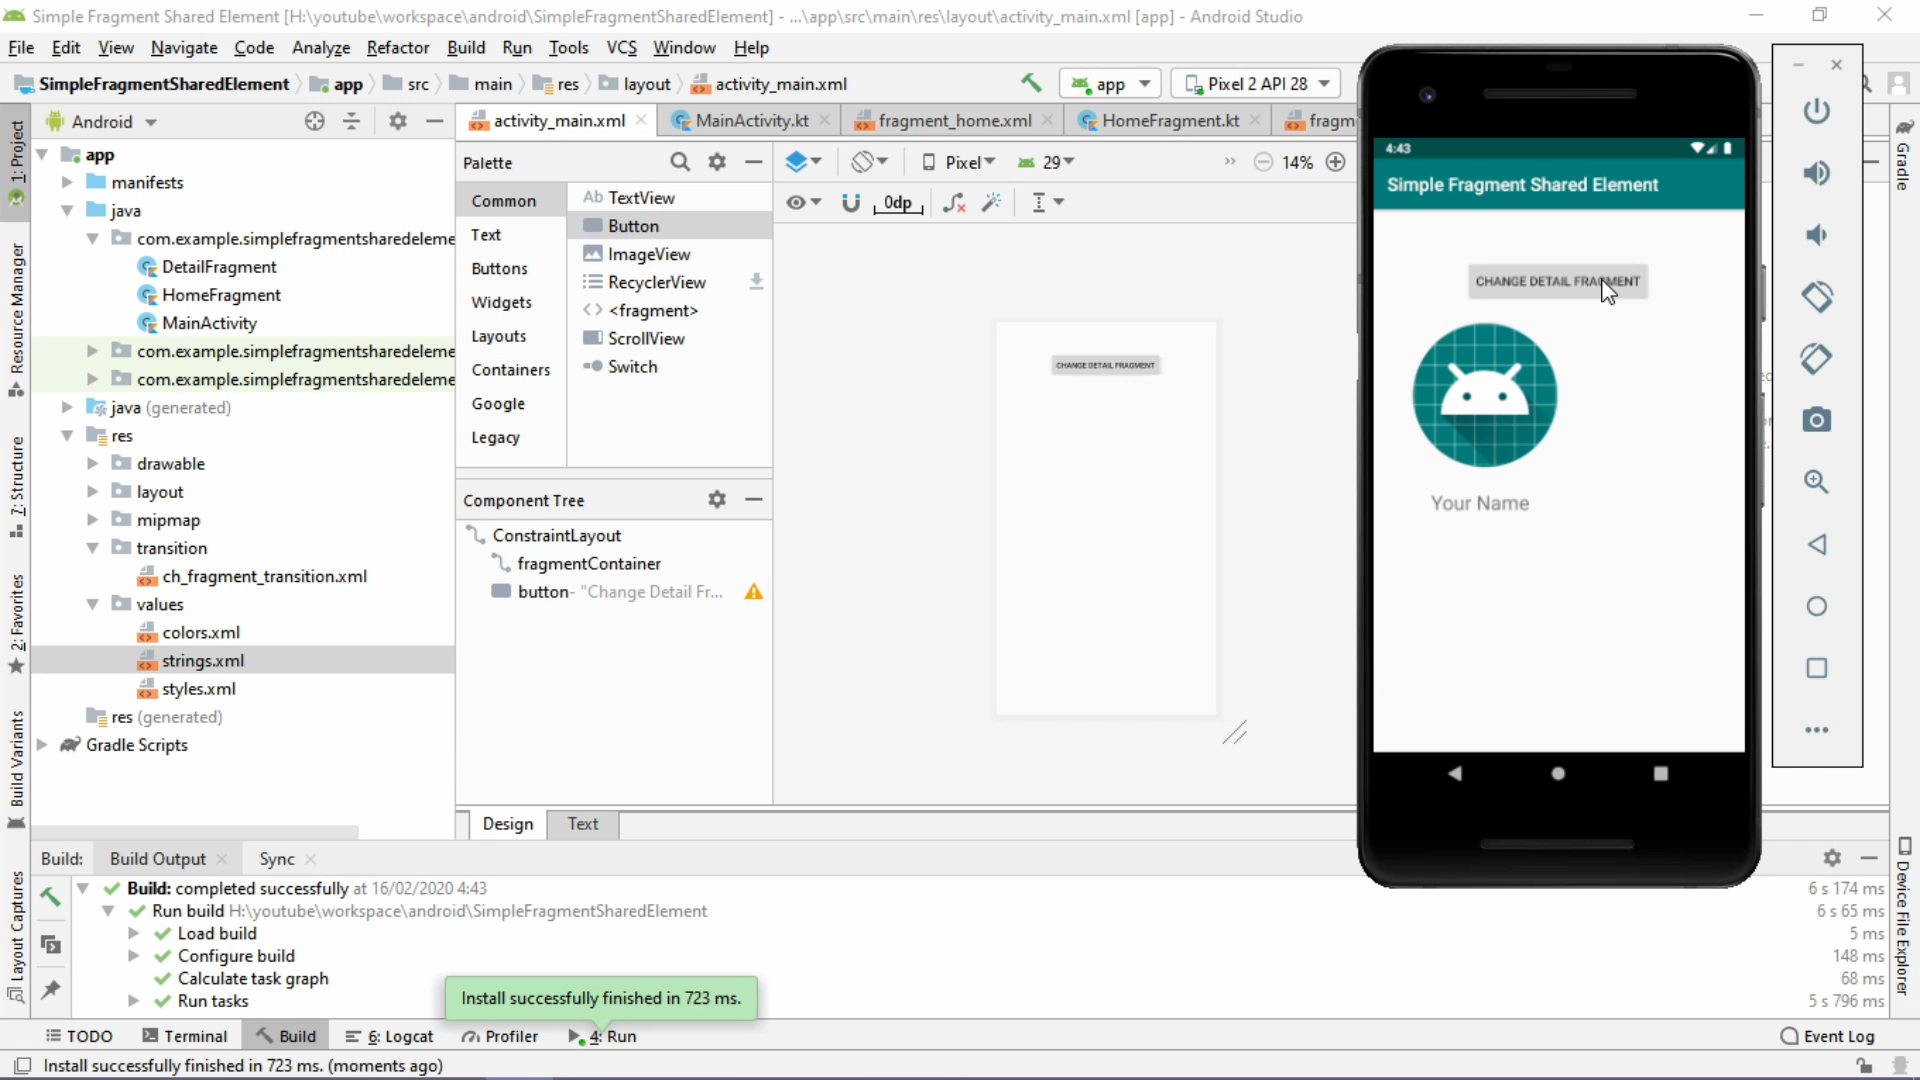 Simple Fragment Shared Element [H:\youtube\workspace\android\SimpleFragmentSharedElement] - ...\app\src\main\res\layout\activity_main.xml [app] - Android Studio
File Edit View Navigate Code Analyze Refactor Build Run Tools VCS Window Help
SimpleFragmentSharedElement app src main res layout activity_main.xml app Pixel 2 API 28
1: Project
Resource Manager
7: Structure
2: Favorites
Build Variants
Layout Captures
Android
app
manifests
java
com.example.simplefragmentsharedeleme
DetailFragment
HomeFragment
MainActivity
com.example.simplefragmentsharedeleme
com.example.simplefragmentsharedeleme
java (generated)
res
drawable
layout
mipmap
transition
ch_fragment_transition.xml
values
colors.xml
strings.xml
styles.xml
res (generated)
Gradle Scripts
activity_main.xml MainActivity.kt fragment_home.xml HomeFragment.kt fragm
Palette
Common
Text
Buttons
Widgets
Layouts
Containers
Google
Legacy
Ab TextView
Button
ImageView
RecyclerView
<fragment>
ScrollView
Switch
Pixel 29 14%
0dp
Component Tree
ConstraintLayout
fragmentContainer
button- "Change Detail Fr...
CHANGE DETAIL FRAGMENT
Design Text
4:43
Simple Fragment Shared Element
CHANGE DETAIL FRAGMENT
Your Name
Gradle
Device File Explorer
Build: Build Output Sync
Build: completed successfully at 16/02/2020 4:43 6 s 174 ms
Run build H:\youtube\workspace\android\SimpleFragmentSharedElement 6 s 65 ms
Load build 5 ms
Configure build 148 ms
Calculate task graph 68 ms
Run tasks 5 s 796 ms
Install successfully finished in 723 ms.
TODO Terminal Build 6: Logcat Profiler 4: Run Event Log
Install successfully finished in 723 ms. (moments ago)